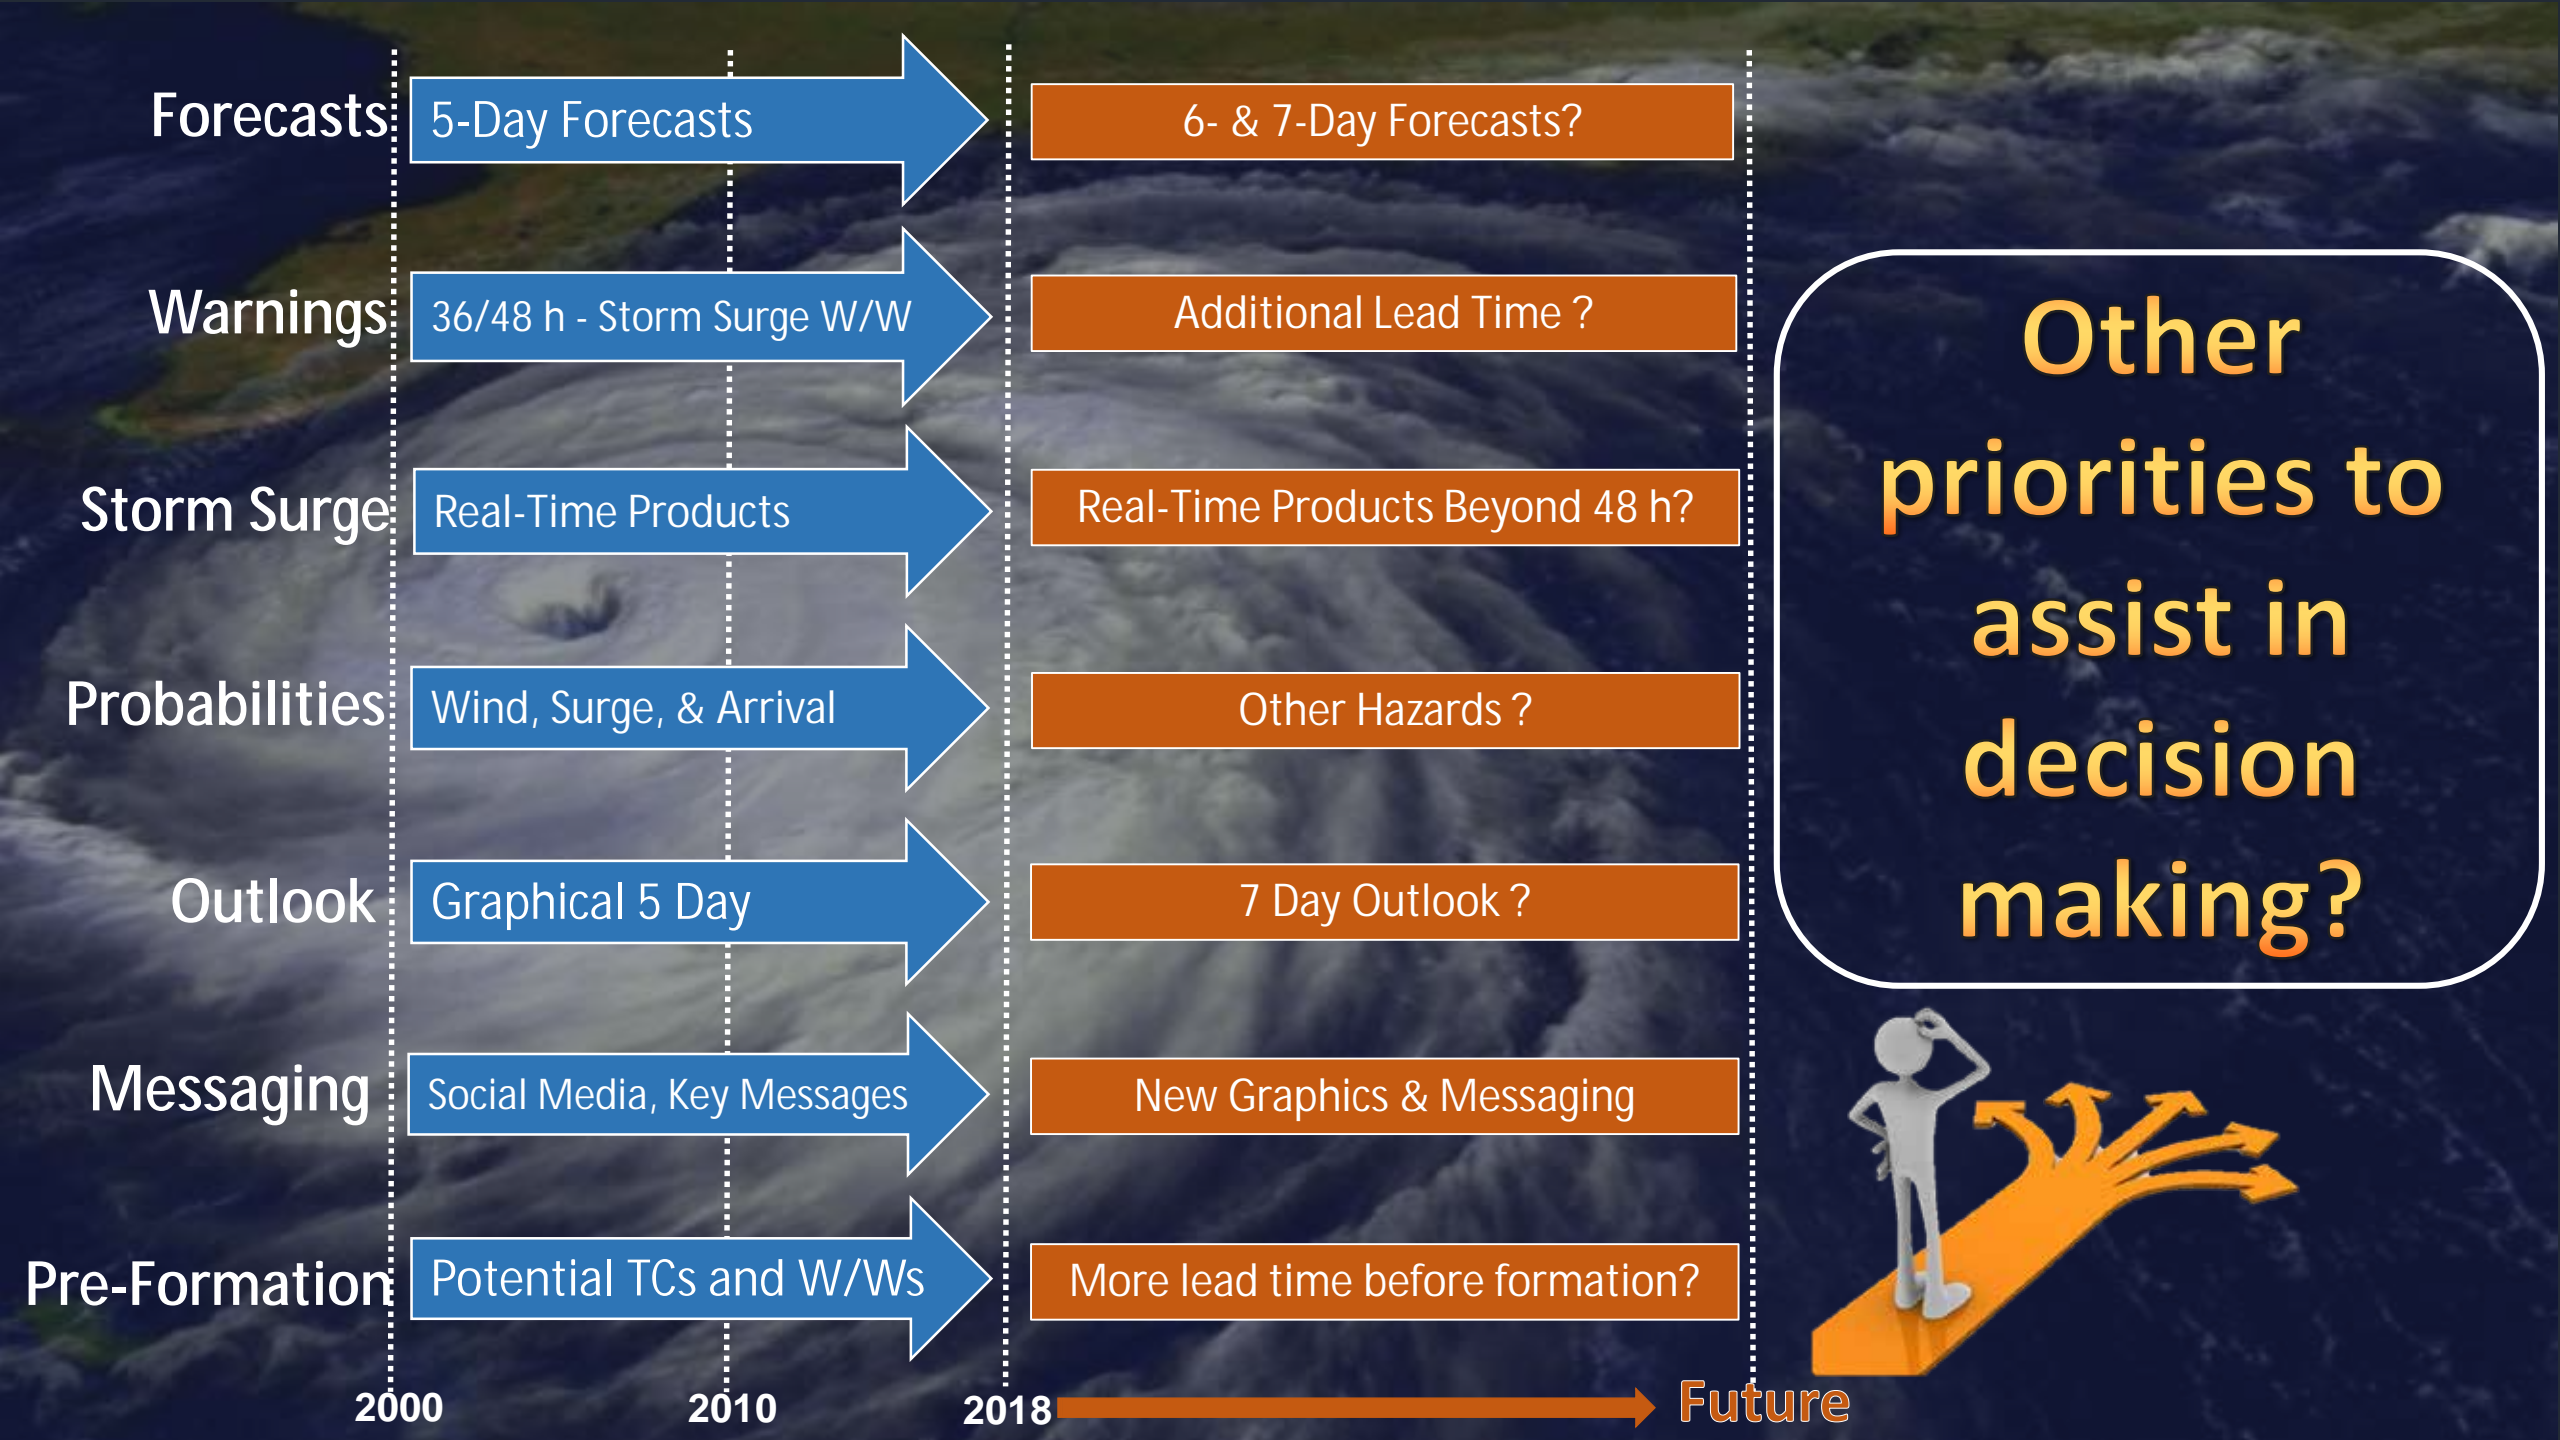 Forecasts
5-Day Forecasts
6- & 7-Day Forecasts?
Warnings
36/48 h - Storm Surge W/W
Additional Lead Time ?
Storm Surge
Real-Time Products
Real-Time Products Beyond 48 h?
Probabilities
Wind, Surge, & Arrival
Other Hazards ?
Outlook
Graphical 5 Day
7 Day Outlook ?
Messaging
Social Media, Key Messages
New Graphics & Messaging
Pre-Formation
Potential TCs and W/Ws
More lead time before formation?
2000
2010
2018
Future
Other
priorities to
assist in
decision
making?